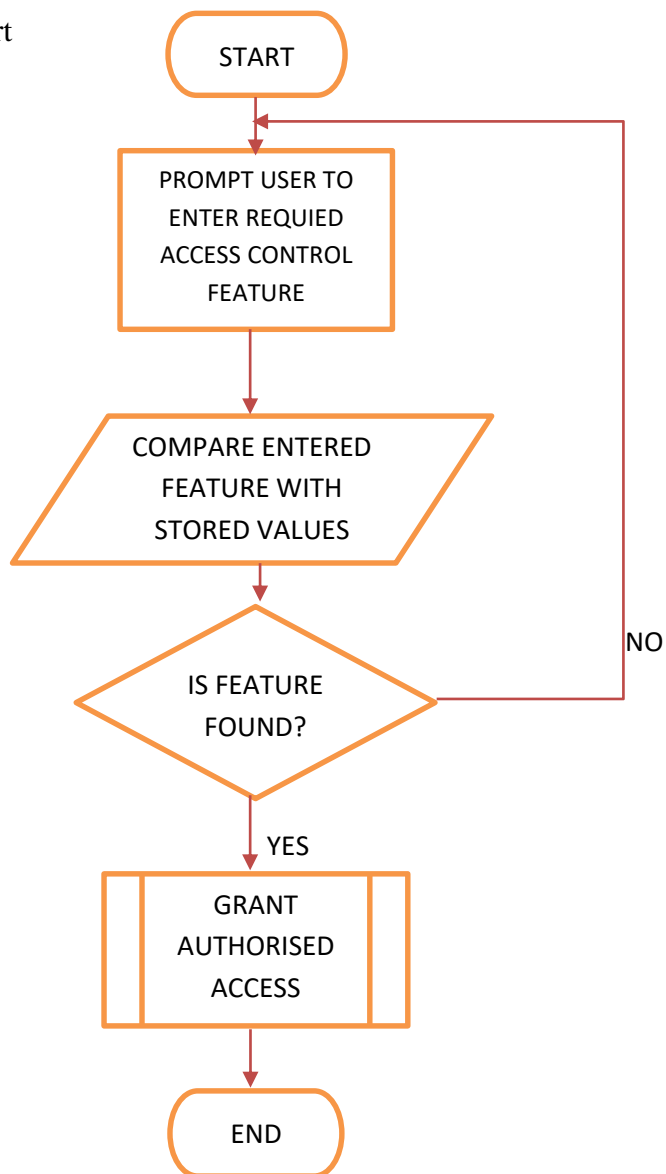 rt
START
PROMPT USER TO
ENTER REQUIED
ACCESS CONTROL
FEATURE
COMPARE ENTERED
FEATURE WITH
STORED VALUES
IS FEATURE
FOUND?
NO
YES
GRANT
AUTHORISED
ACCESS
END